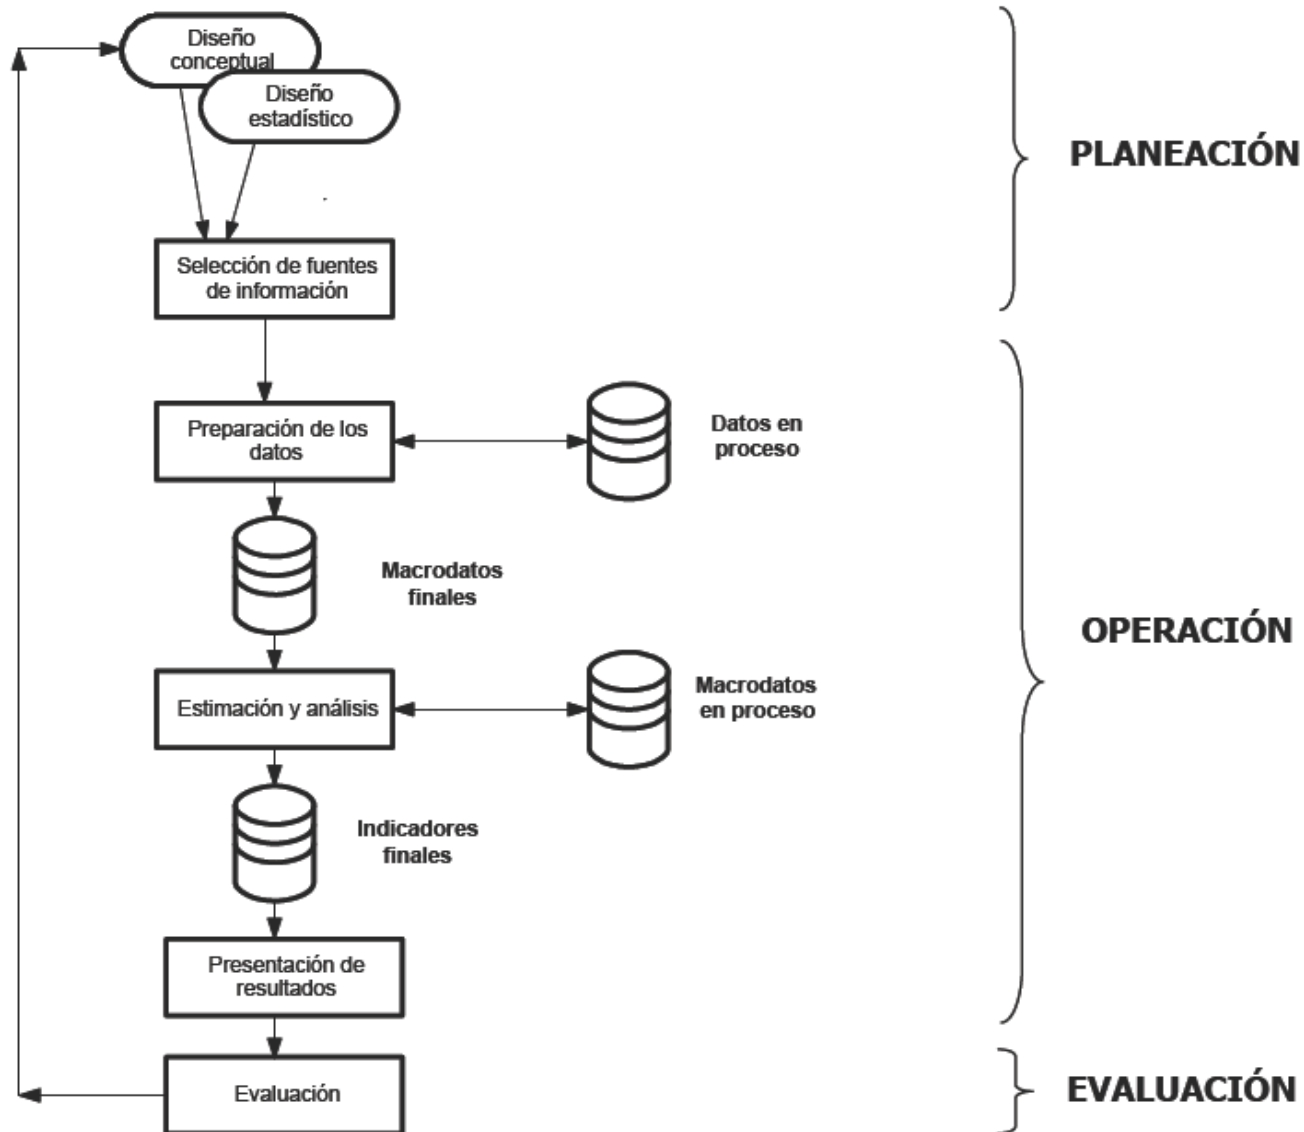 Diseño
conceptual
Diseño
estadístico
PLANEACIÓN
Selección de fuentes
de información
Preparación de los
datos
Datos en
proceso
Macrodatos
finales
OPERACIÓN
Estimación y análisis
Macrodatos
en proceso
Indicadores
finales
Presentación de
resultados
Evaluación
EVALUACIÓN